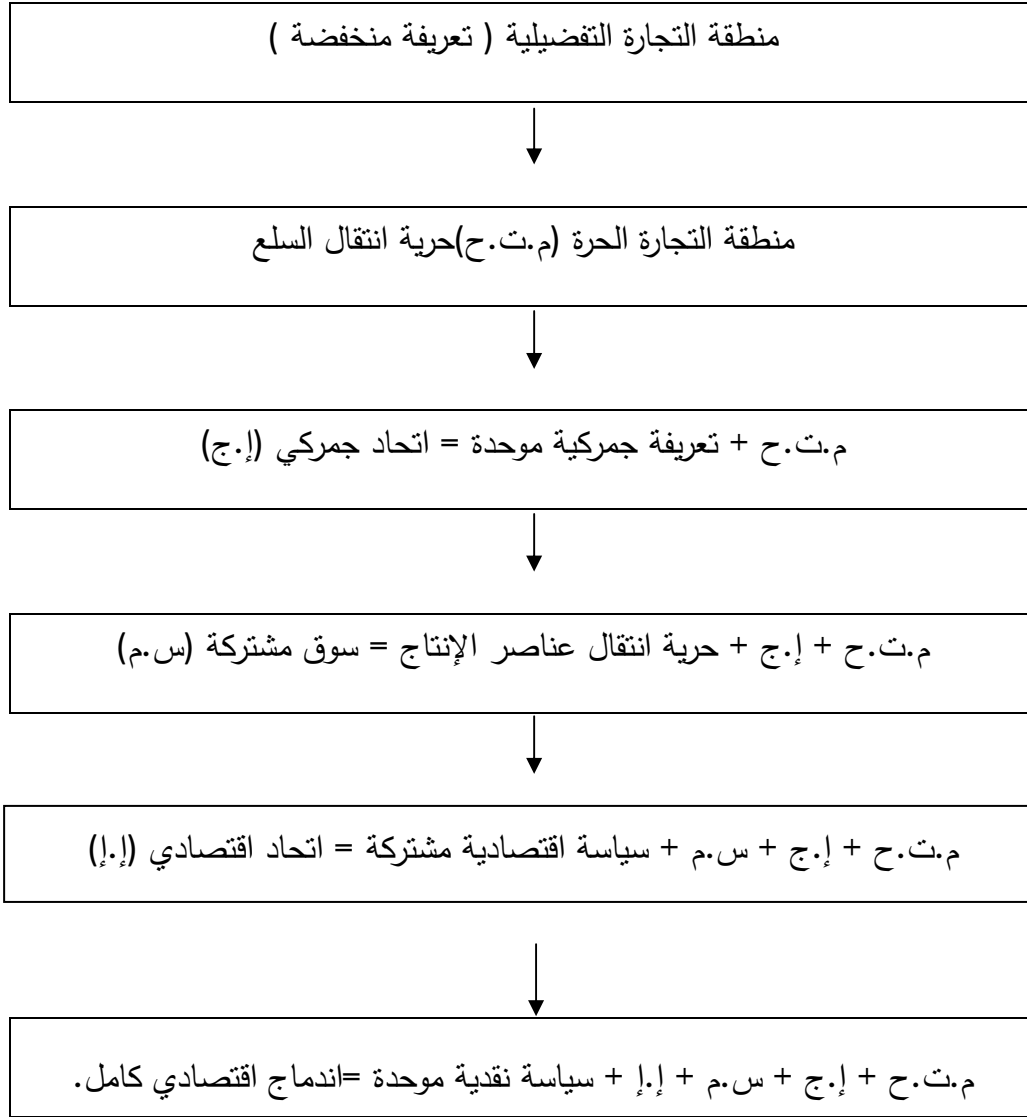 منطقة التجارة التفضيلية ( تعريفة منخفضة )
منطقة التجارة الحرة (م.ت.ح)حرية انتقال السلع
م.ت.ح + تعريفة جمركية موحدة = اتحاد جمركي (إ.ج)
م.ت.ح + إ.ج + حرية انتقال عناصر الإنتاج = سوق مشتركة (س.م)
م.ت.ح + إ.ج + س.م + سياسة اقتصادية مشتركة = اتحاد اقتصادي (إ.إ)
م.ت.ح + إ.ج + س.م + إ.إ + سياسة نقدية موحدة =اندماج اقتصادي كامل.